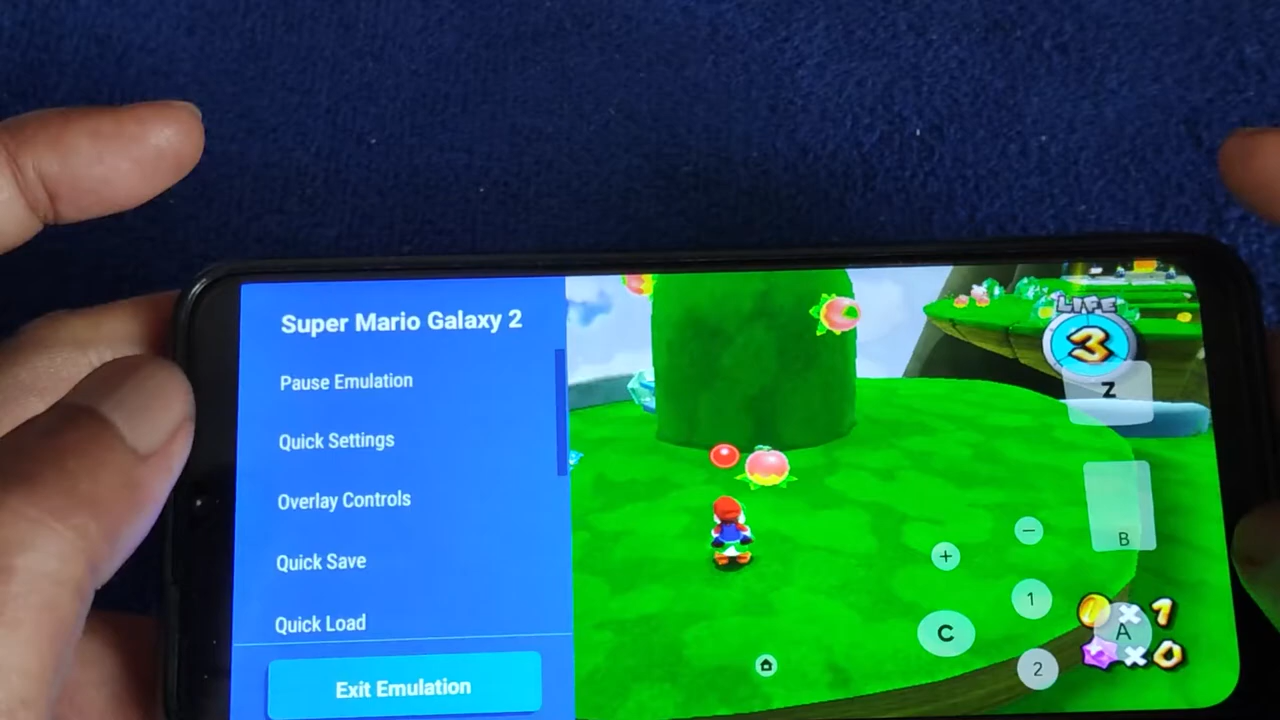 Super Mario Galaxy 2
Pause Emulation
Quick Settings
Overlay Controls
Quick Save
Quick Load
Exit Emulation
LIFE
3
Z
B
−
+
1
C
2
A
×1
×0